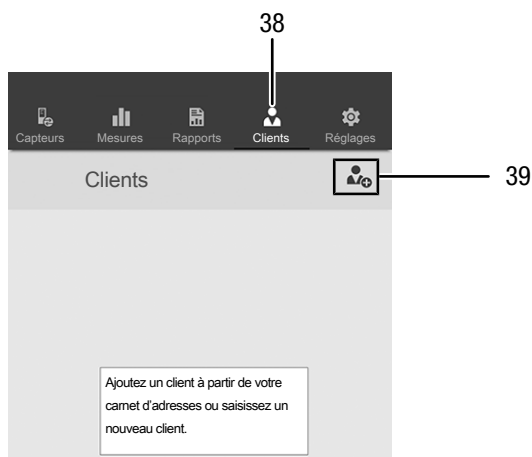 38
Capteurs Mesures Rapports Clients Réglages
Clients
39
Ajoutez un client à partir de votre
carnet d'adresses ou saisissez un
nouveau client.